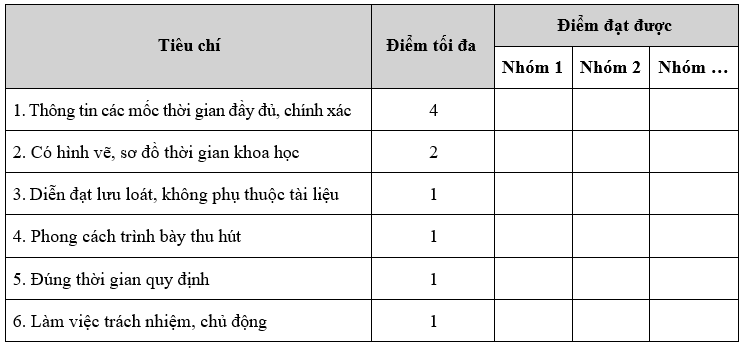 Tiêu chí
Điểm tối đa
Điểm đạt được
Nhóm 1
Nhóm 2
Nhóm …
1. Thông tin các mốc thời gian đầy đủ, chính xác
4
2. Có hình vẽ, sơ đồ thời gian khoa học
2
3. Diễn đạt lưu loát, không phụ thuộc tài liệu
1
4. Phong cách trình bày thu hút
1
5. Đúng thời gian quy định
1
6. Làm việc trách nhiệm, chủ động
1